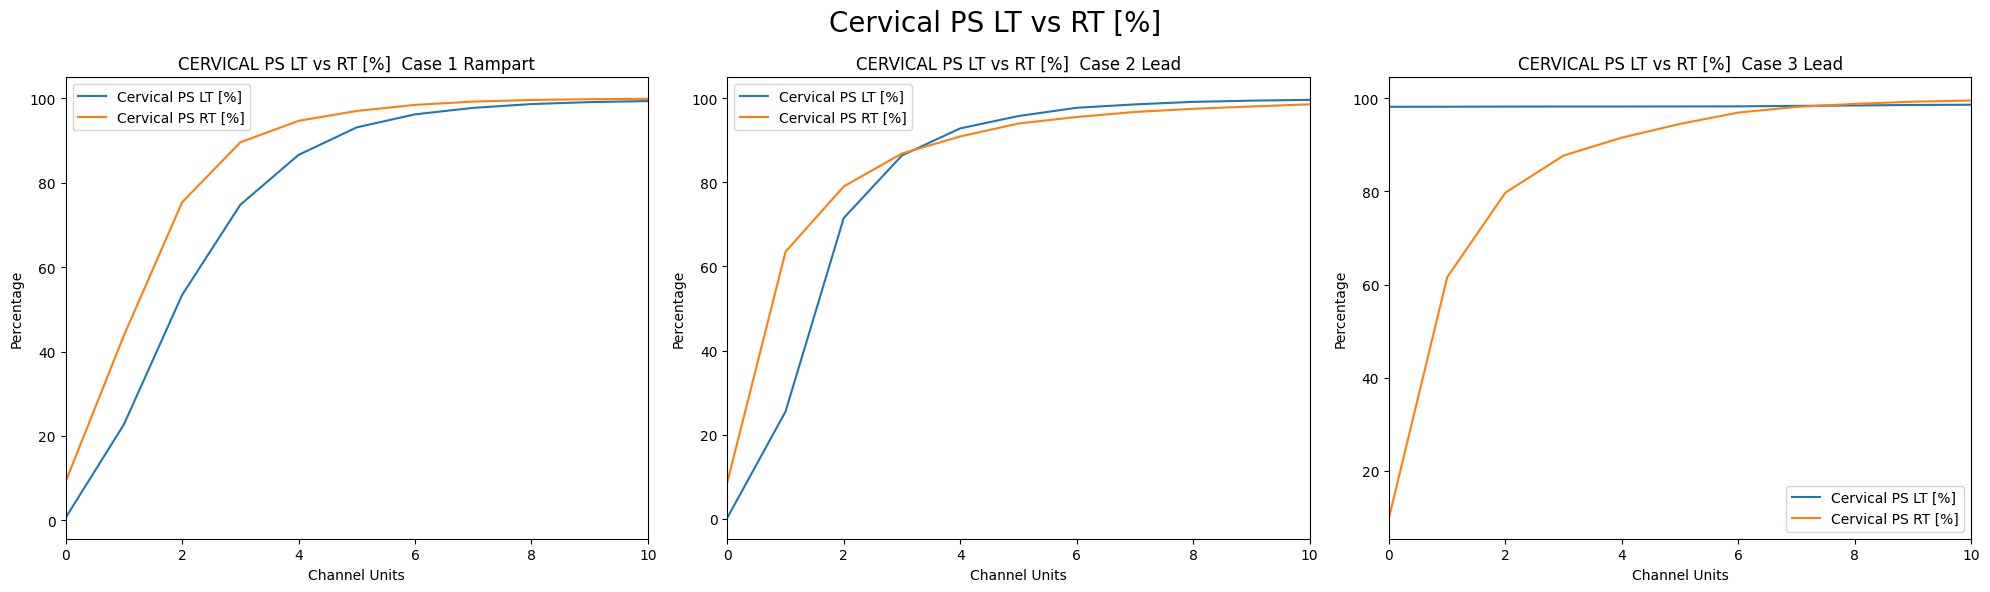 Cervical PS LT vs RT [%]
CERVICAL PS LT vs RT [%]  Case 1 Rampart
Cervical PS LT [%]
Cervical PS RT [%]
100
80
60
40
20
0
Percentage
0 2 4 6 8 10
Channel Units
CERVICAL PS LT vs RT [%]  Case 2 Lead
Cervical PS LT [%]
Cervical PS RT [%]
100
80
60
40
20
0
Percentage
0 2 4 6 8 10
Channel Units
CERVICAL PS LT vs RT [%]  Case 3 Lead
100
80
60
40
20
Percentage
Cervical PS LT [%]
Cervical PS RT [%]
0 2 4 6 8 10
Channel Units